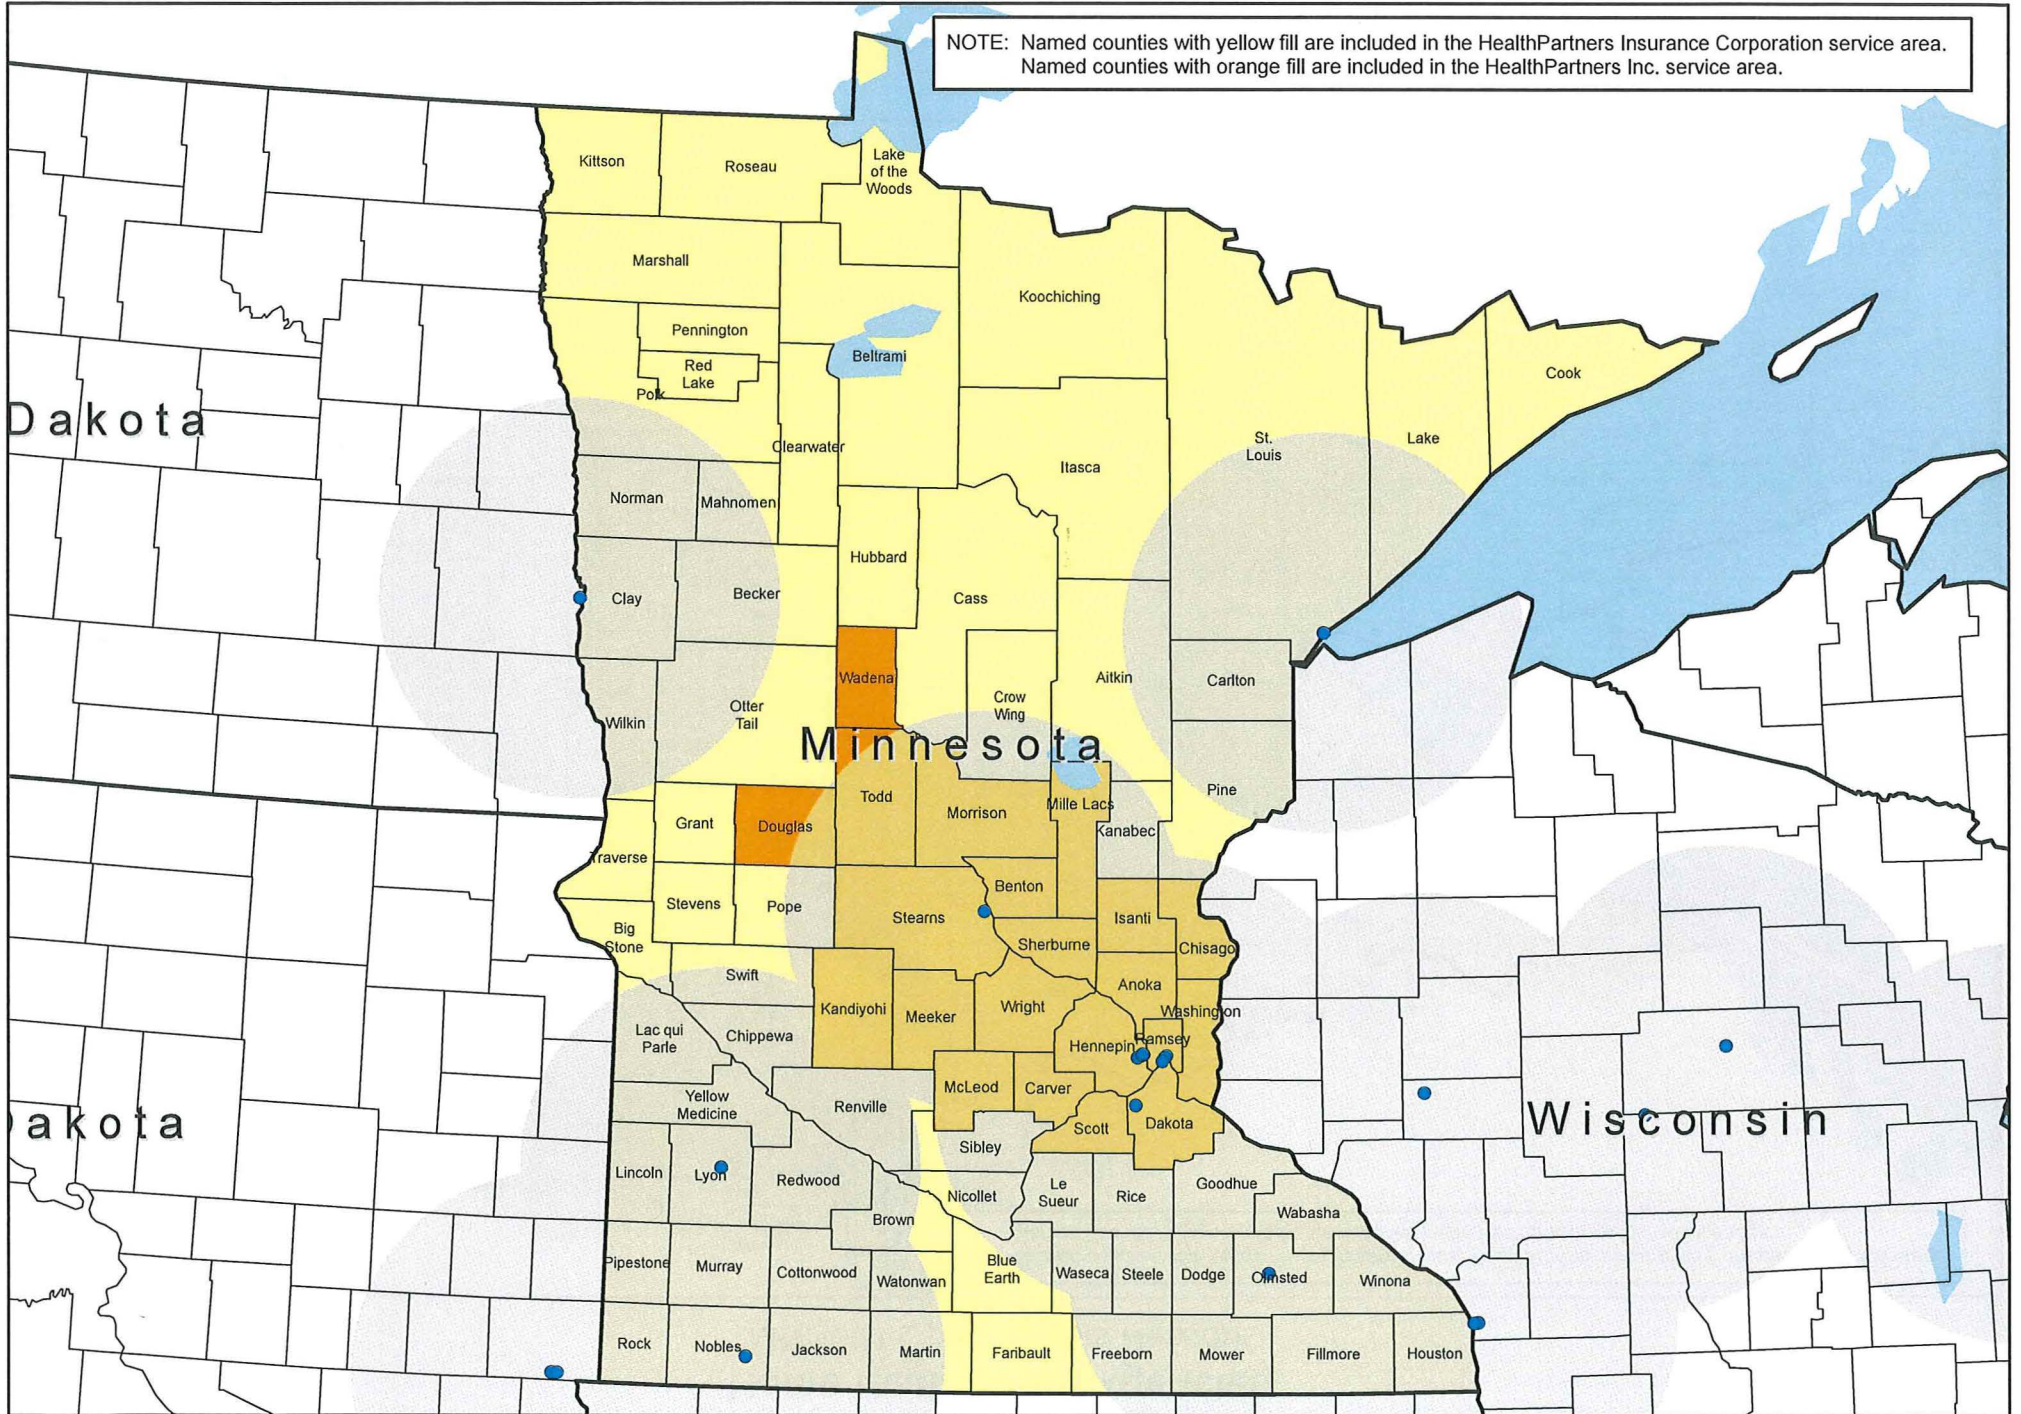 NOTE: Named counties with yellow fill are included in the HealthPartners Insurance Corporation service area.
Named counties with orange fill are included in the HealthPartners Inc. service area.
Kittson
Roseau
Lake
of the
Woods
Marshall
Koochiching
Pennington
Beltrami
Red
Lake
Polk
Cook
Dakota
Clearwater
St.
Louis
Lake
Itasca
Norman
Mahnomen
Hubbard
Clay
Becker
Cass
Wadena
Aitkin
Carlton
Crow
Wing
Otter
Tail
Wilkin
Minnesota
Pine
Todd
Mille Lacs
Morrison
Grant
Douglas
Kanabec
Traverse
Benton
Stevens
Pope
Stearns
Isanti
Big
Stone
Sherburne
Chisago
Swift
Anoka
Kandiyohi
Meeker
Wright
Washington
Lac qui
Parle
Chippewa
Hennepin
Ramsey
McLeod
Carver
Yellow
Medicine
Renville
Dakota
Wisconsin
Scott
Dakota
Sibley
Lincoln
Lyon
Redwood
Nicollet
Le
Sueur
Rice
Goodhue
Wabasha
Brown
Pipestone
Murray
Cottonwood
Watonwan
Blue
Earth
Waseca
Steele
Dodge
Olmsted
Winona
Rock
Nobles
Jackson
Martin
Faribault
Freeborn
Mower
Fillmore
Houston